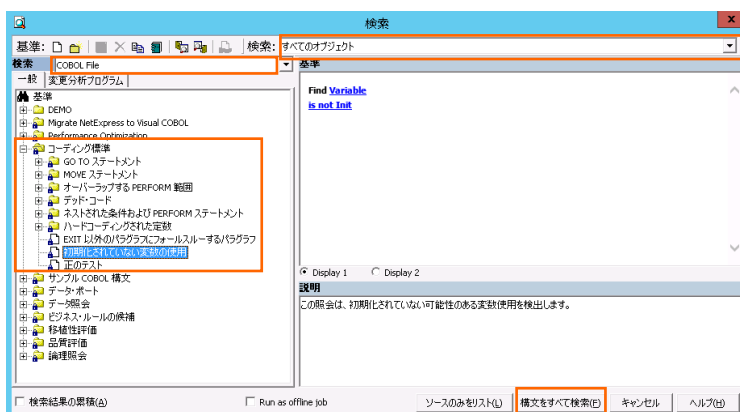 検索
x
基準:
検索:
すべてのオブジェクト
検索
COBOL File
基準
一般
変更分析プログラム
基準
DEMO
Migrate NetExpress to Visual COBOL
Performance Optimization
コーディング標準
GO TO ステートメント
MOVE ステートメント
オーバーラップする PERFORM 範囲
デッド・コード
ネストされた条件および PERFORM ステートメント
ハードコーディングされた定数
EXIT 以外のパラグラフにフォールスルーするパラグラフ
初期化されていない変数の使用
正のテスト
サンプル COBOL 構文
データ・ポート
データ照会
ビジネス・ルールの候補
移植性評価
品質評価
論理照会
Find Variable
is not Init
Display 1
Display 2
説明
この照会は、初期化されていない可能性のある変数使用を検出します。
検索結果の累積(A)
Run as offline job
ソースのみをリスト(L)
構文をすべて検索(F)
キャンセル
ヘルプ(H)